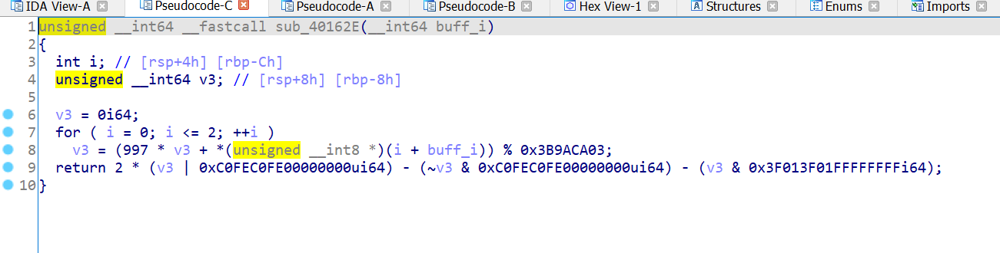 IDA View-A Pseudocode-C Pseudocode-A Pseudocode-B Hex View-1 Structures Enums Imports
1 unsigned __int64 __fastcall sub_40162E(__int64 buff_i)
2 {
3 int i; // [rsp+4h] [rbp-Ch]
4 unsigned __int64 v3; // [rsp+8h] [rbp-8h]
5
6 v3 = 0i64;
7 for ( i = 0; i <= 2; ++i )
8 v3 = (997 * v3 + *(unsigned __int8 *)(i + buff_i)) % 0x3B9ACA03;
9 return 2 * (v3 | 0xC0FEC0FE00000000ui64) - (~v3 & 0xC0FEC0FE00000000ui64) - (v3 & 0x3F013F01FFFFFFFFi64);
10 }